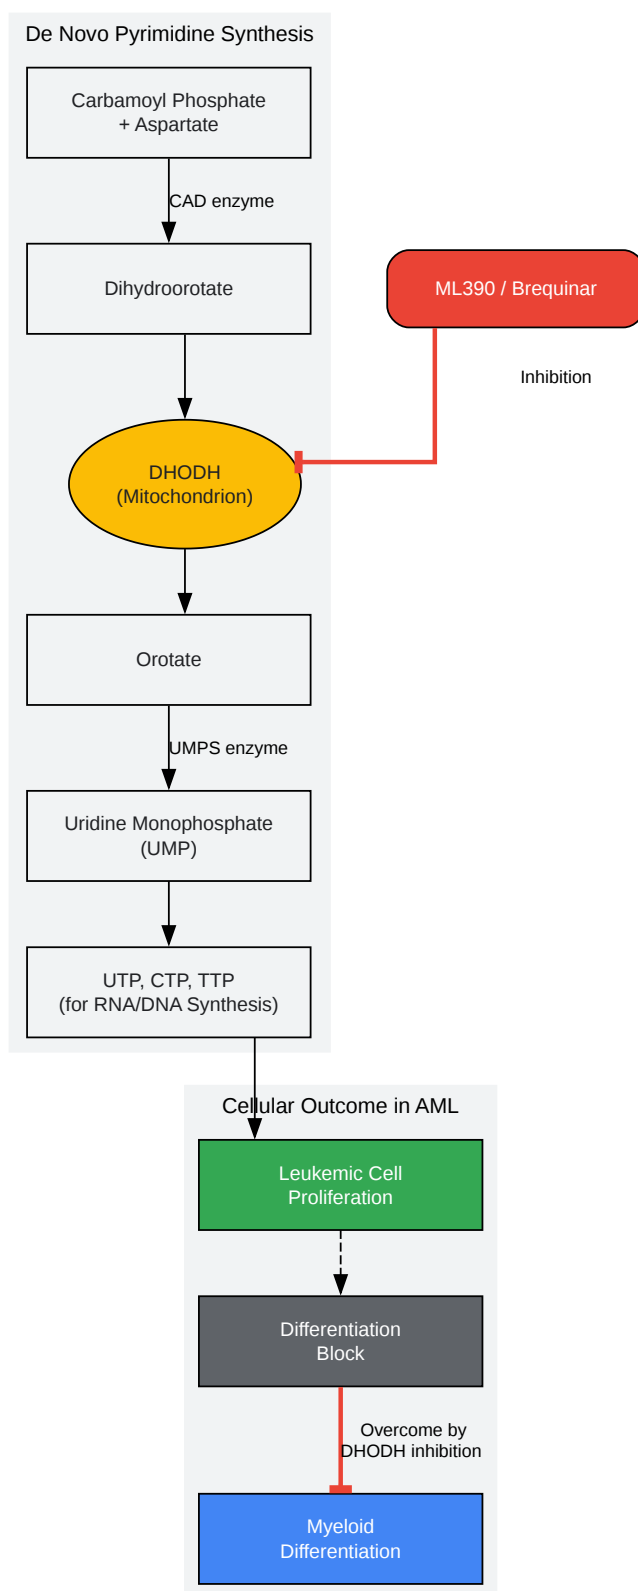 De Novo Pyrimidine Synthesis
Carbamoyl Phosphate
+ Aspartate
CAD enzyme
Dihydroorotate
ML390 / Brequinar
Inhibition
DHODH
(Mitochondrion)
Orotate
UMPS enzyme
Uridine Monophosphate
(UMP)
UTP, CTP, TTP
(for RNA/DNA Synthesis)
Cellular Outcome in AML
Leukemic Cell
Proliferation
Differentiation
Block
Overcome by
DHODH inhibition
Myeloid
Differentiation